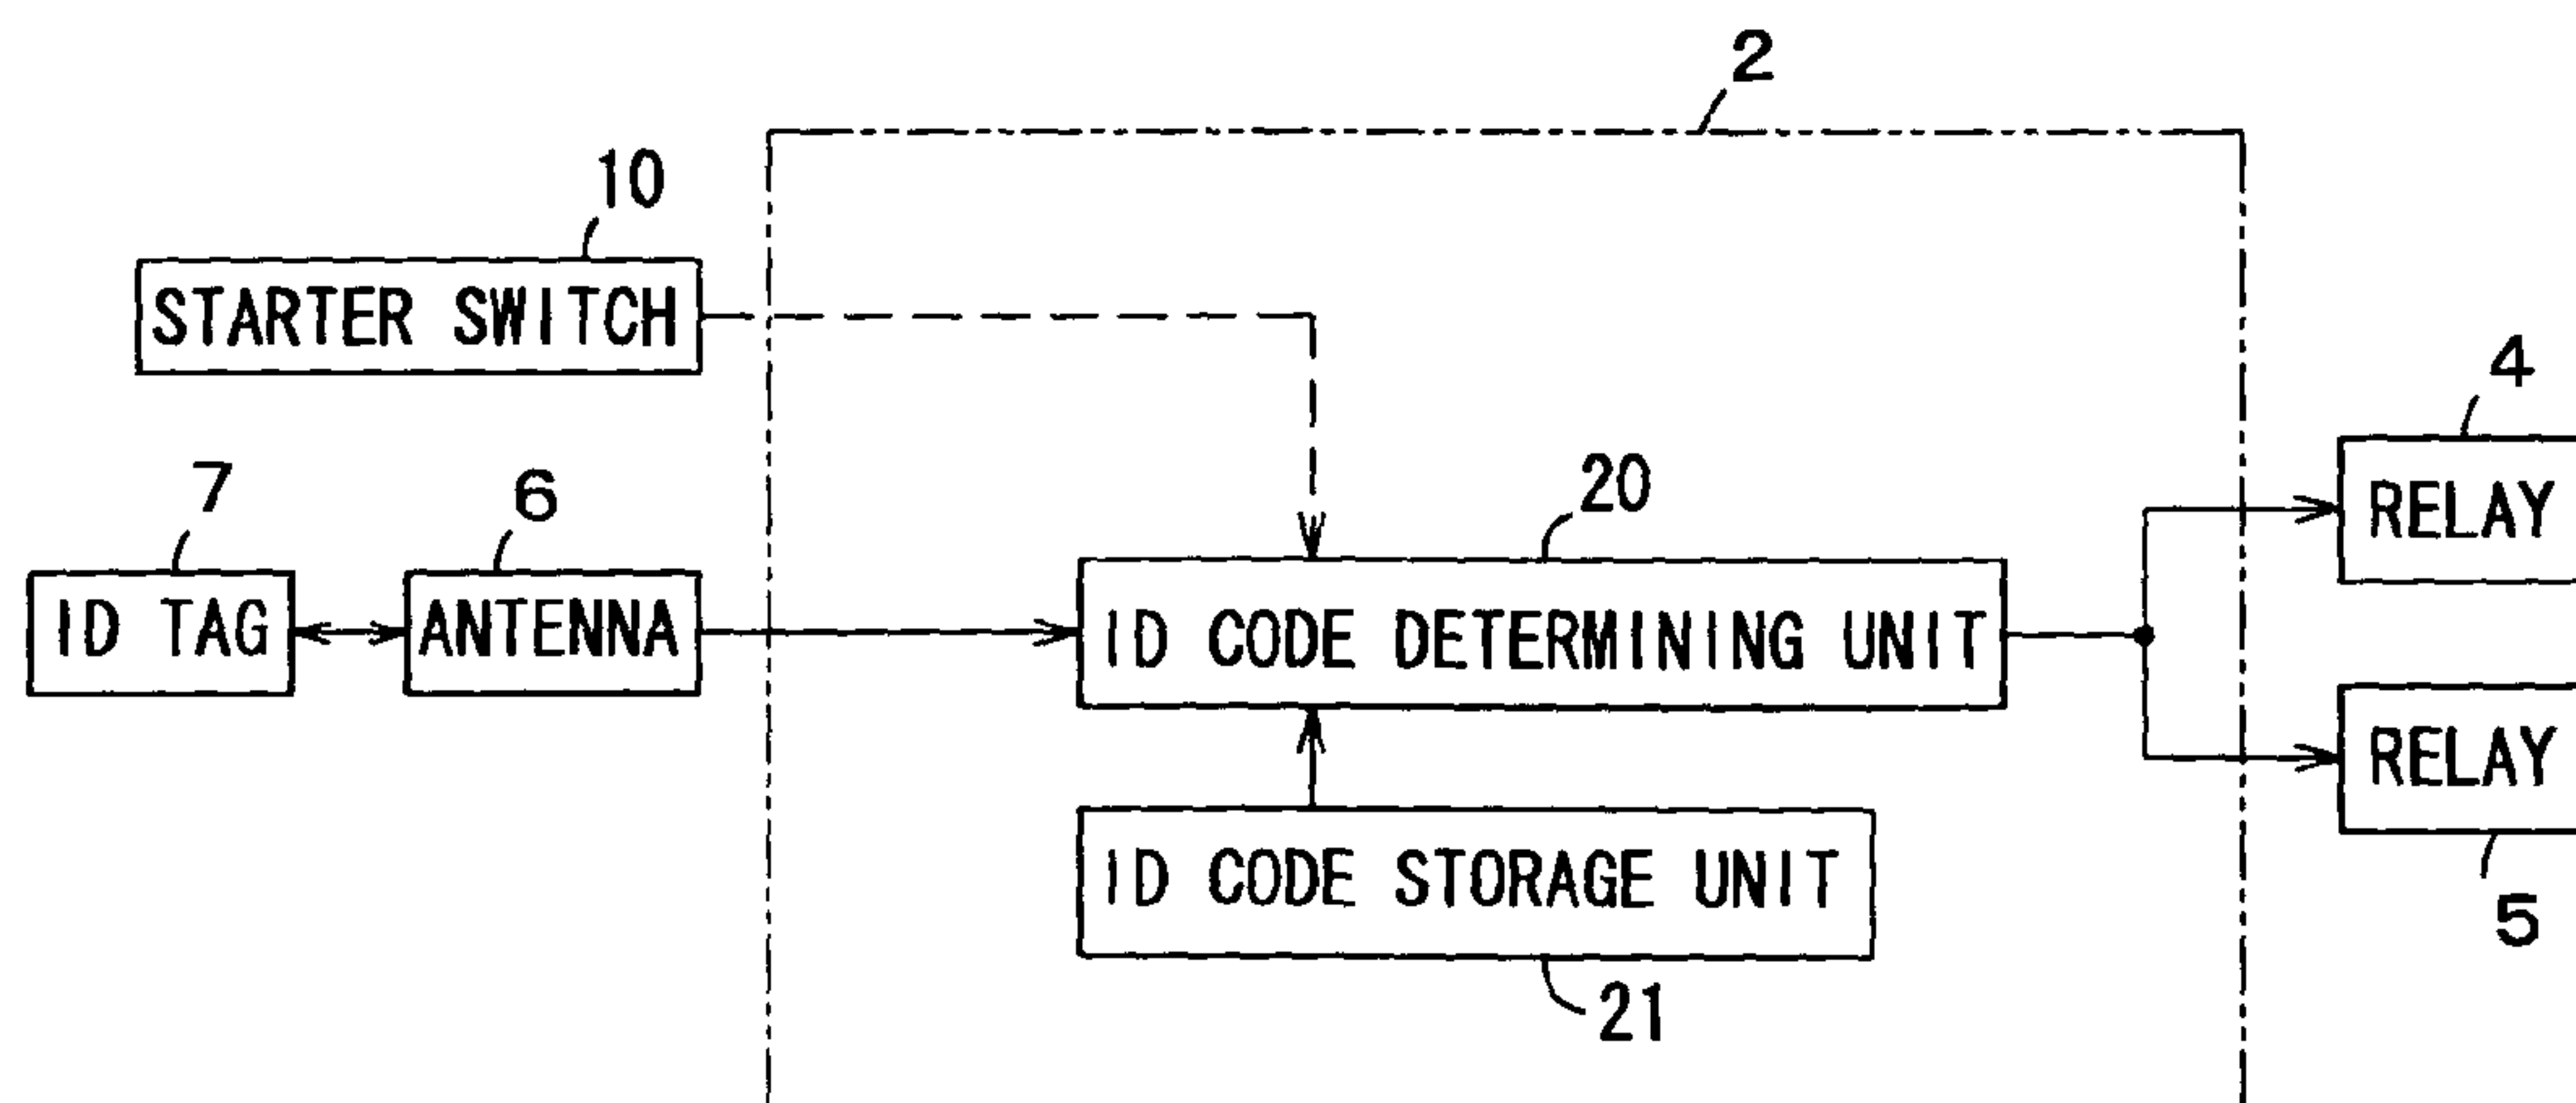 2
10
STARTER SWITCH
4
7
6
20
RELAY
ID TAG
ANTENNA
ID CODE DETERMINING UNIT
RELAY
ID CODE STORAGE UNIT
5
21